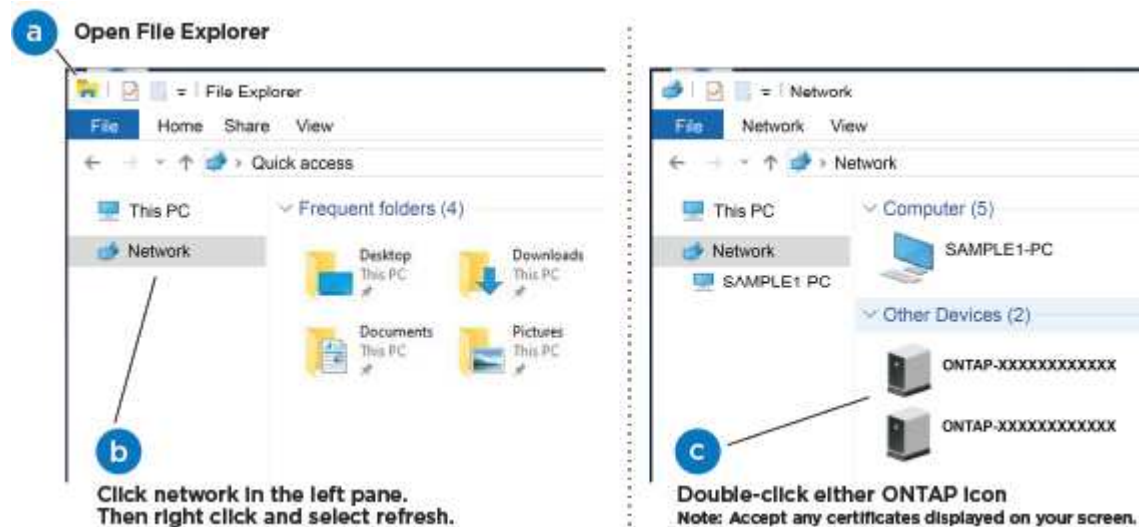 a Open File Explorer
File Explorer
File Home Share View
Quick access
This PC
Network
Frequent folders (4)
Desktop
This PC
Downloads
This PC
Documents
This PC
Pictures
This PC
b
Click network in the left pane.
Then right click and select refresh.
Network
File Network View
Network
This PC
Network
SAMPLE1 PC
Computer (5)
SAMPLE1-PC
Other Devices (2)
ONTAP-XXXXXXXXXXXX
ONTAP-XXXXXXXXXXXX
c
Double-click either ONTAP icon
Note: Accept any certificates displayed on your screen.